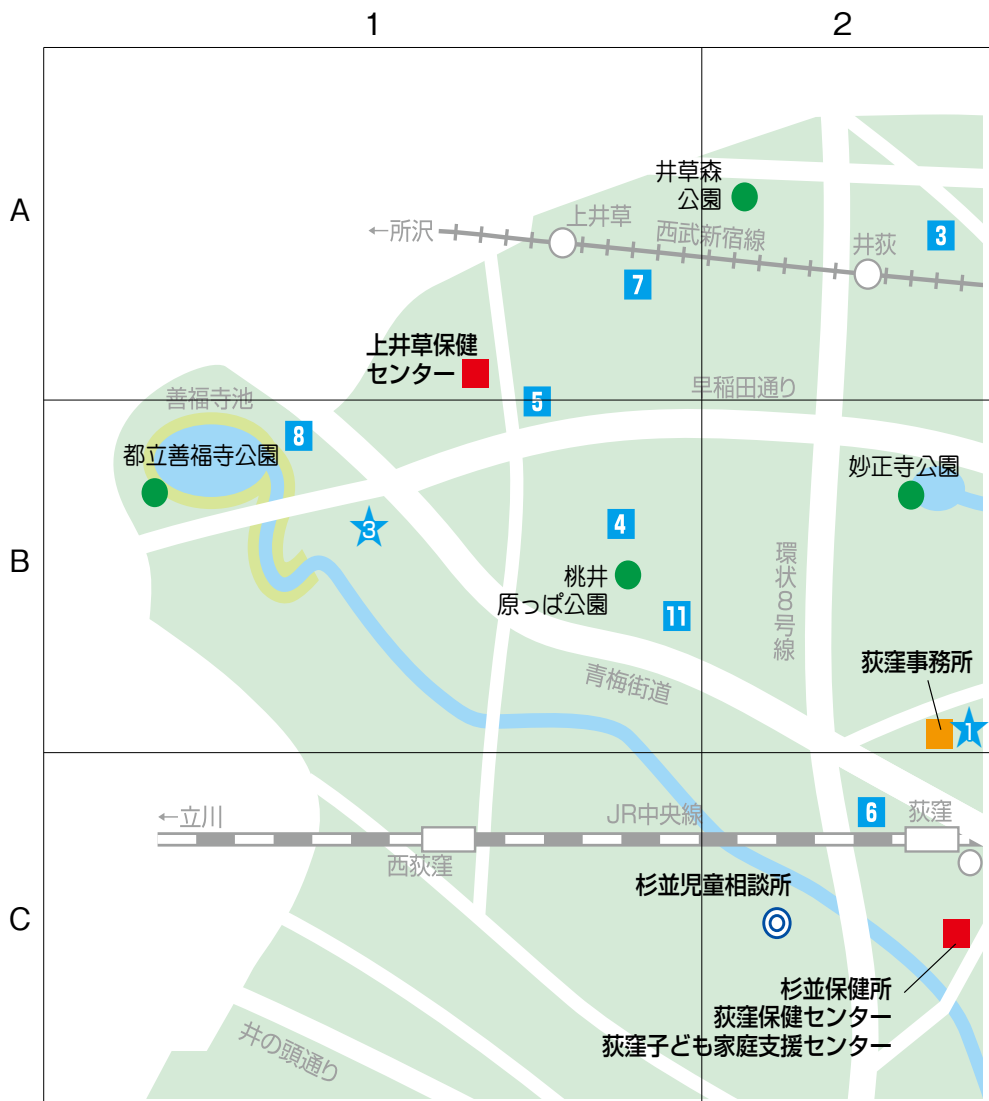 1
2
A
井草森
公園
上井草
←所沢
西武新宿線
井荻
3
7
上井草保健
センター
早稲田通り
5
善福寺池
8
都立善福寺公園
妙正寺公園
3
4
B
桃井
原っぱ公園
環状8号線
11
荻窪事務所
青梅街道
1
←立川
JR中央線
6
荻窪
西荻窪
杉並児童相談所
C
杉並保健所
荻窪保健センター
荻窪子ども家庭支援センター
井の頭通り